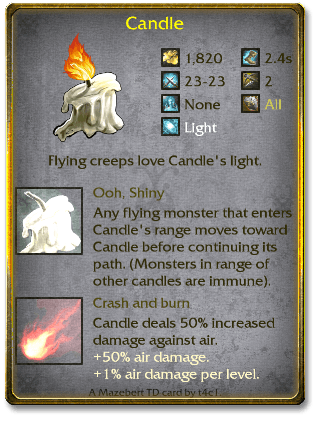 Candle
1,820 2.4s
23-23 2
None All
Light
Flying creeps love Candle's light.
Ooh, Shiny
Any flying monster that enters
Candle's range moves toward
Candle before continuing its
path. (Monsters in range of
other candles are immune).
Crash and burn
Candle deals 50% increased
damage against air.
+50% air damage.
+1% air damage per level.
A Mazebert TD card by t4c1